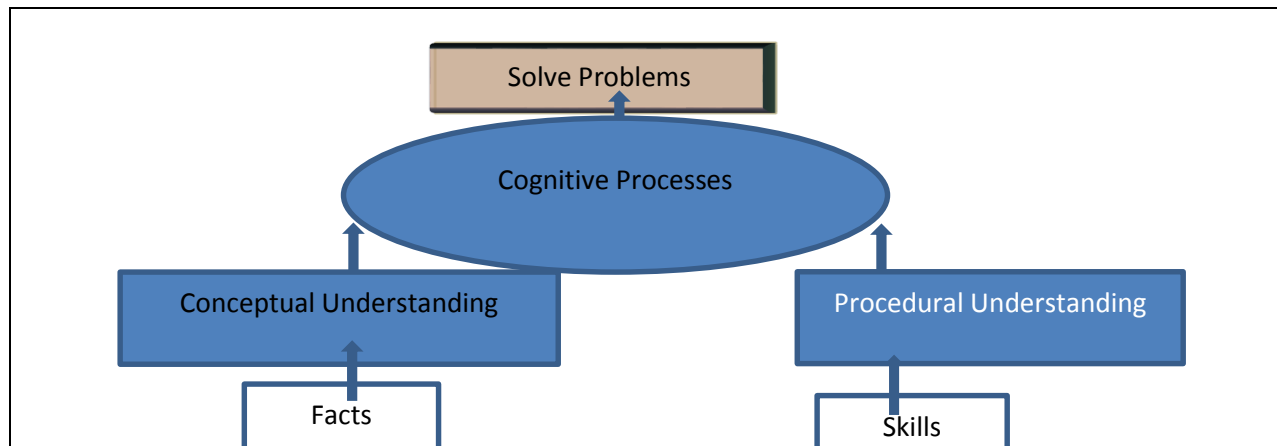 Solve Problems
Cognitive Processes
Conceptual Understanding
Procedural Understanding
Facts
Skills